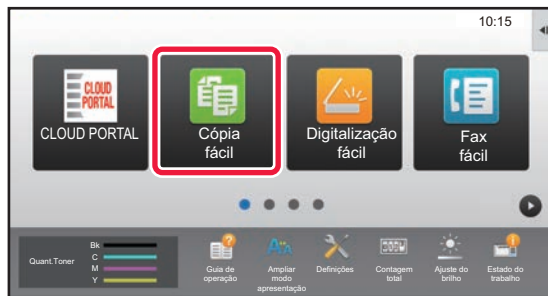 10:15
CLOUD
PORTAL
CLOUD PORTAL
Cópia
fácil
Digitalização
fácil
Fax
fácil
Quant.Toner
Bk
C
M
Y
Guia de
operação
Ampliar
modo
apresentação
Definições
Contagem
total
Ajuste do
brilho
Estado do
trabalho